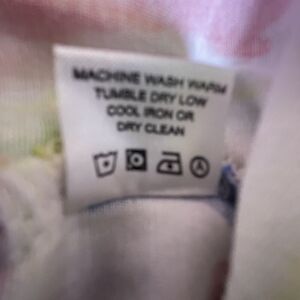 MACHINE WASH WARM
TUMBLE DRY LOW
COOL IRON OR
DRY CLEAN